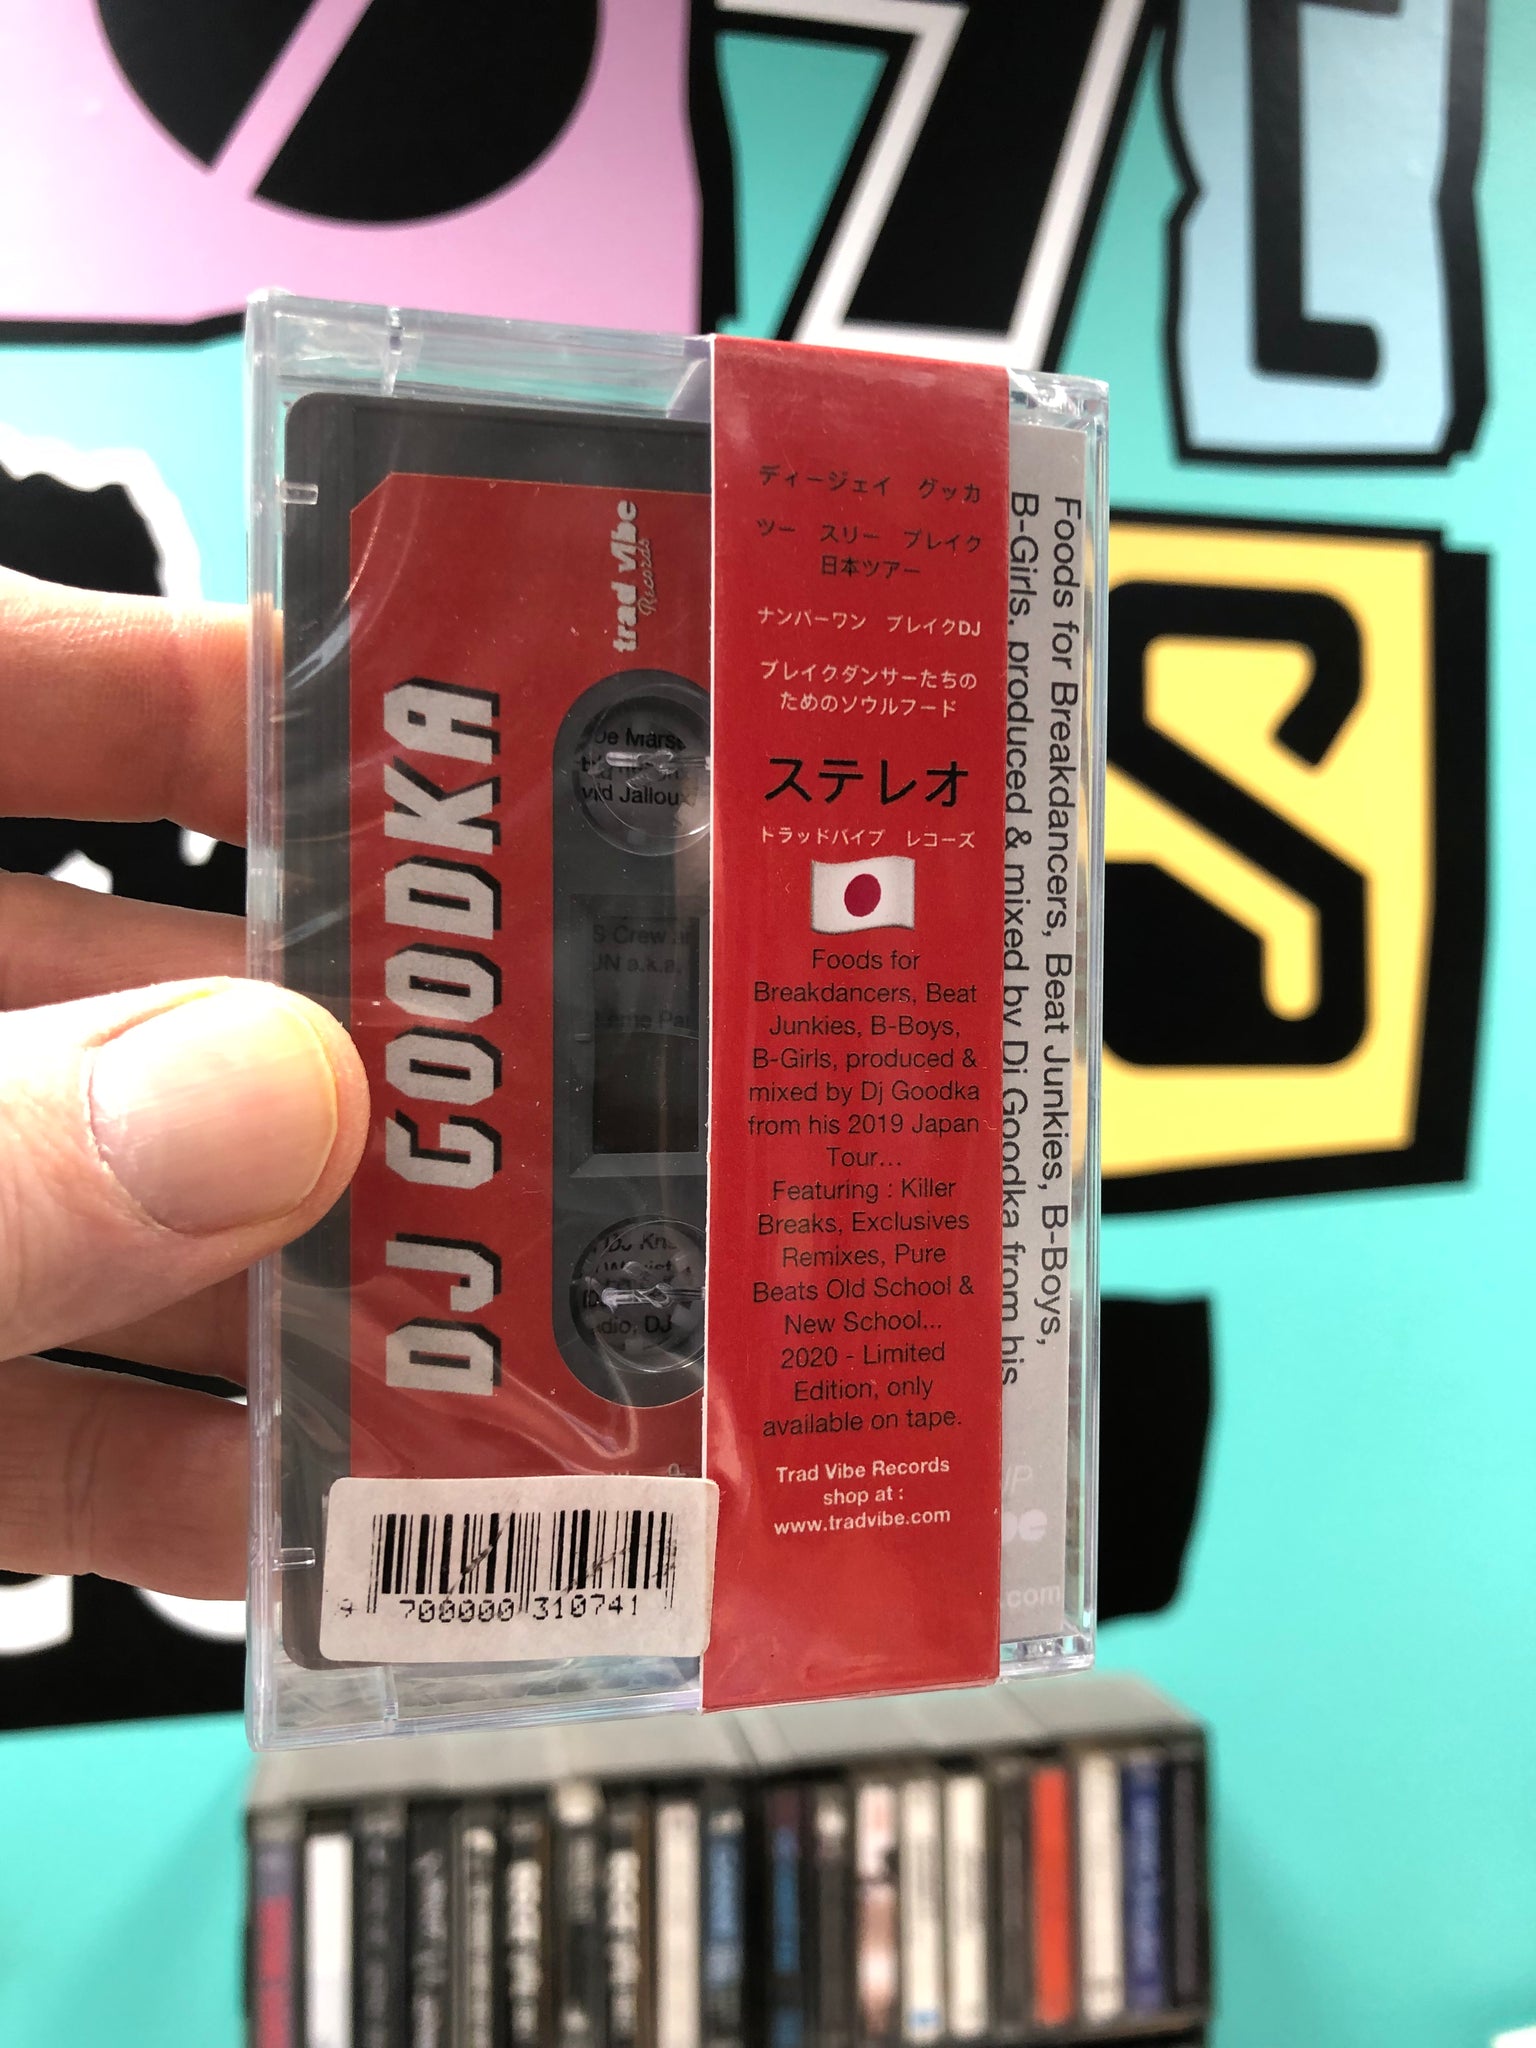 trad vibe
Records
DJ GOODKA
De Mars
vid Jalloux
S Crew
a.k.a.
ディージェイ　グッカ
ツー　スリー　ブレイク
日本ツアー
ナンバーワン　ブレイクDJ
ブレイクダンサーたちの
ためのソウルフード
ステレオ
トラッドバイブ　レコーズ
Foods for
Breakdancers, Beat
Junkies, B-Boys,
B-Girls, produced &
mixed by Dj Goodka
from his 2019 Japan
Tour...
Featuring : Killer
Breaks, Exclusives
Remixes, Pure
Beats Old School &
New School...
2020 - Limited
Edition, only
available on tape.
Trad Vibe Records
shop at :
www.tradvibe.com
Foods for Breakdancers, Beat Junkies, B-Boys,
B-Girls, produced & mixed by Dj Goodka from his
.com
9 700000 310741